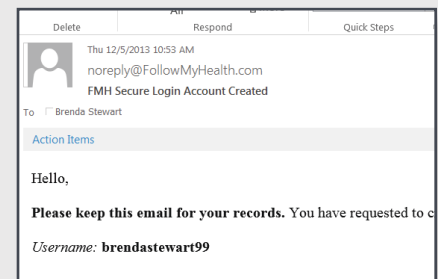 Delete Respond Quick Steps
Thu 12/5/2013 10:53 AM
noreply@FollowMyHealth.com
FMH Secure Login Account Created
To Brenda Stewart
Action Items
Hello,
Please keep this email for your records. You have requested to c
Username: brendastewart99